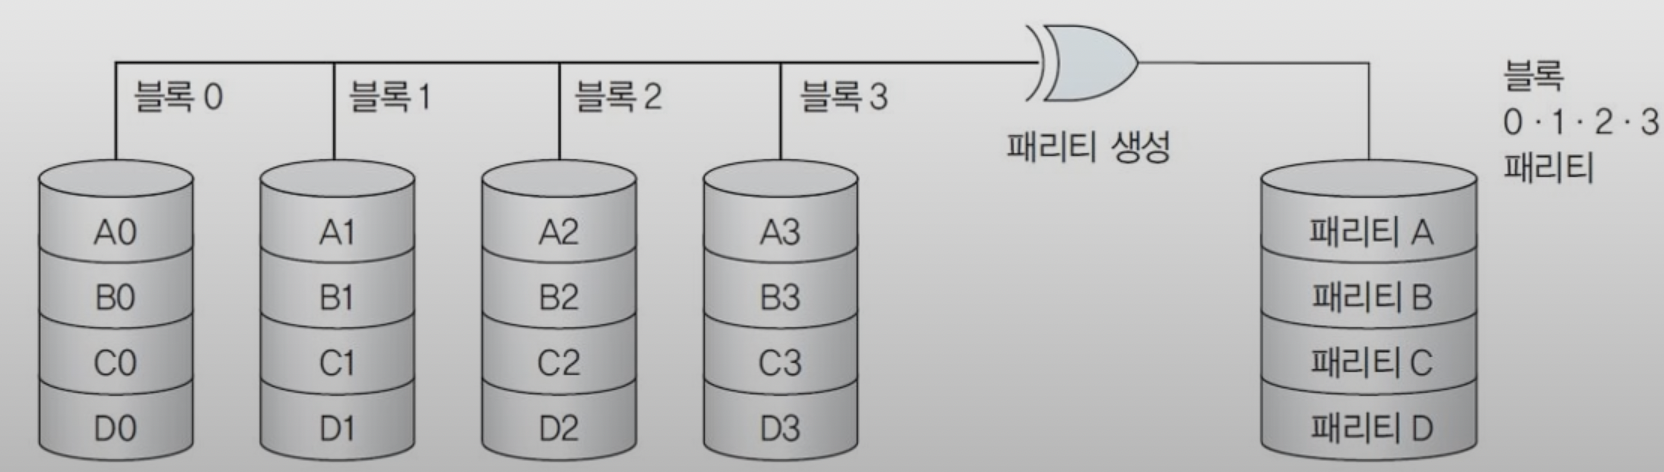 블록 0
블록 1
블록 2
블록 3
패리티 생성
블록
0 · 1 · 2 · 3
패리티
A0
A1
A2
A3
패리티 A
B0
B1
B2
B3
패리티 B
C0
C1
C2
C3
패리티 C
D0
D1
D2
D3
패리티 D